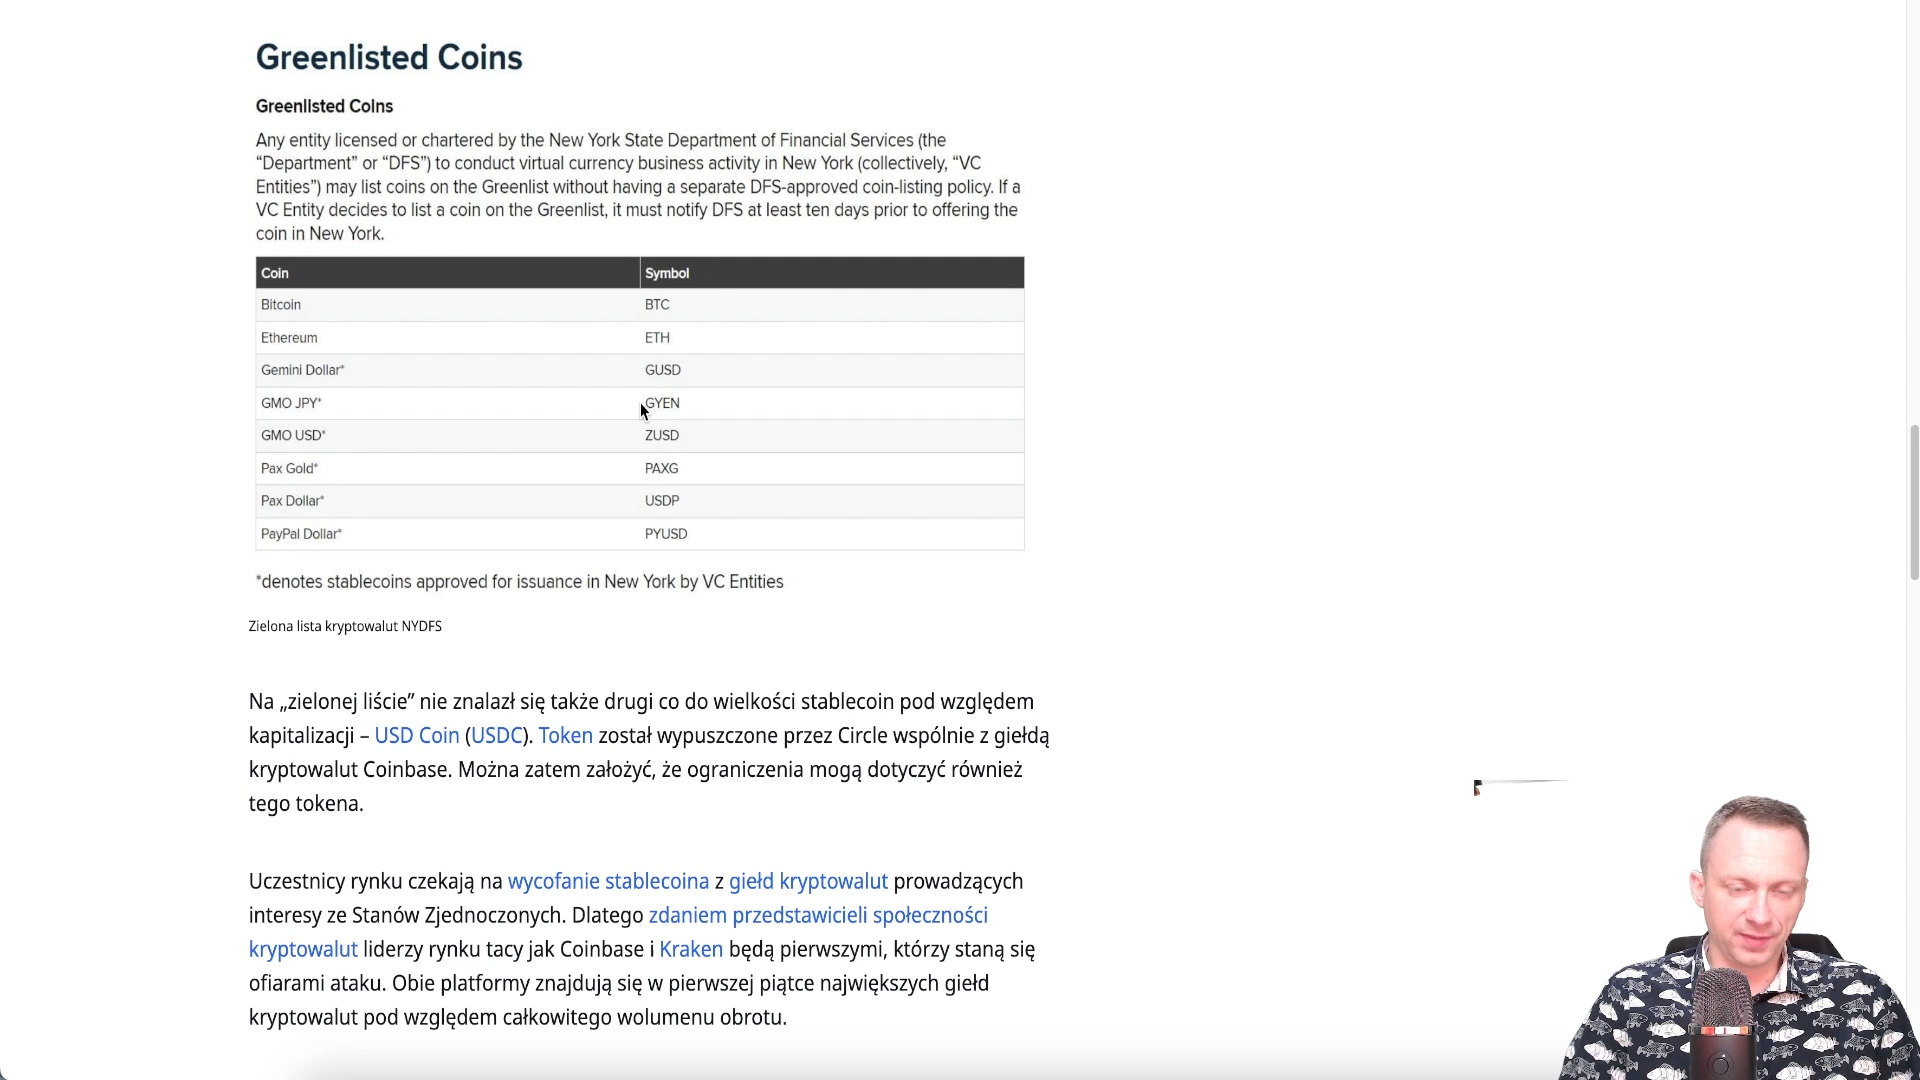 Greenlisted Coins
Greenlisted Coins
Any entity licensed or chartered by the New York State Department of Financial Services (the
“Department” or “DFS”) to conduct virtual currency business activity in New York (collectively, “VC
Entities”) may list coins on the Greenlist without having a separate DFS-approved coin-listing policy. If a
VC Entity decides to list a coin on the Greenlist, it must notify DFS at least ten days prior to offering the
coin in New York.
Coin Symbol
Bitcoin BTC
Ethereum ETH
Gemini Dollar* GUSD
GMO JPY* GYEN
GMO USD* ZUSD
Pax Gold* PAXG
Pax Dollar* USDP
PayPal Dollar* PYUSD
*denotes stablecoins approved for issuance in New York by VC Entities
Zielona lista kryptowalut NYDFS
Na „zielonej liście” nie znalazł się także drugi co do wielkości stablecoin pod względem
kapitalizacji – USD Coin (USDC). Token został wypuszczone przez Circle wspólnie z giełdą
kryptowalut Coinbase. Można zatem założyć, że ograniczenia mogą dotyczyć również
tego tokena.
Uczestnicy rynku czekają na wycofanie stablecoina z giełd kryptowalut prowadzących
interesy ze Stanów Zjednoczonych. Dlatego zdaniem przedstawicieli społeczności
kryptowalut liderzy rynku tacy jak Coinbase i Kraken będą pierwszymi, którzy staną się
ofiarami ataku. Obie platformy znajdują się w pierwszej piątce największych giełd
kryptowalut pod względem całkowitego wolumenu obrotu.